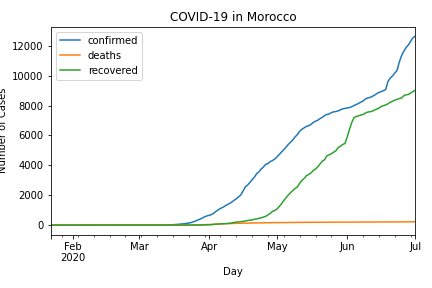 COVID-19 in Morocco
confirmed
deaths
recovered
12000
10000
8000
6000
4000
2000
0
Number of Cases
Feb
2020
Mar
Apr
May
Jun
Jul
Day